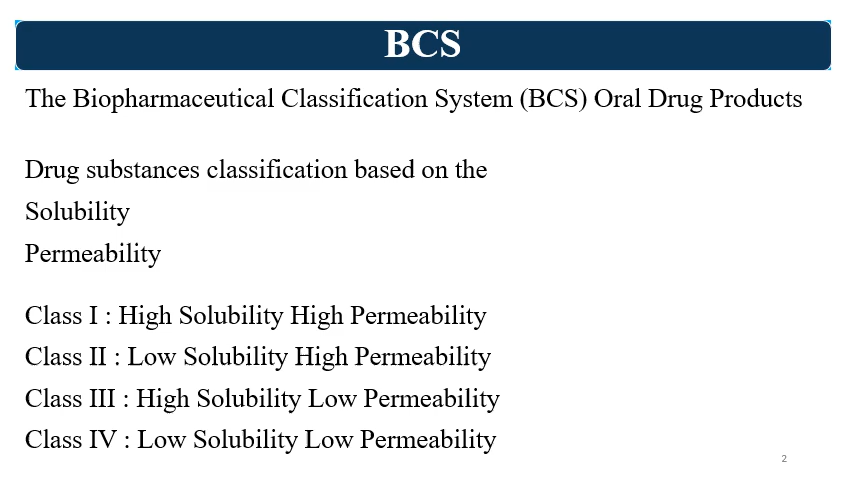 BCS
The Biopharmaceutical Classification System (BCS) Oral Drug Products
Drug substances classification based on the
Solubility
Permeability
Class I : High Solubility High Permeability
Class II : Low Solubility High Permeability
Class III : High Solubility Low Permeability
Class IV : Low Solubility Low Permeability
2